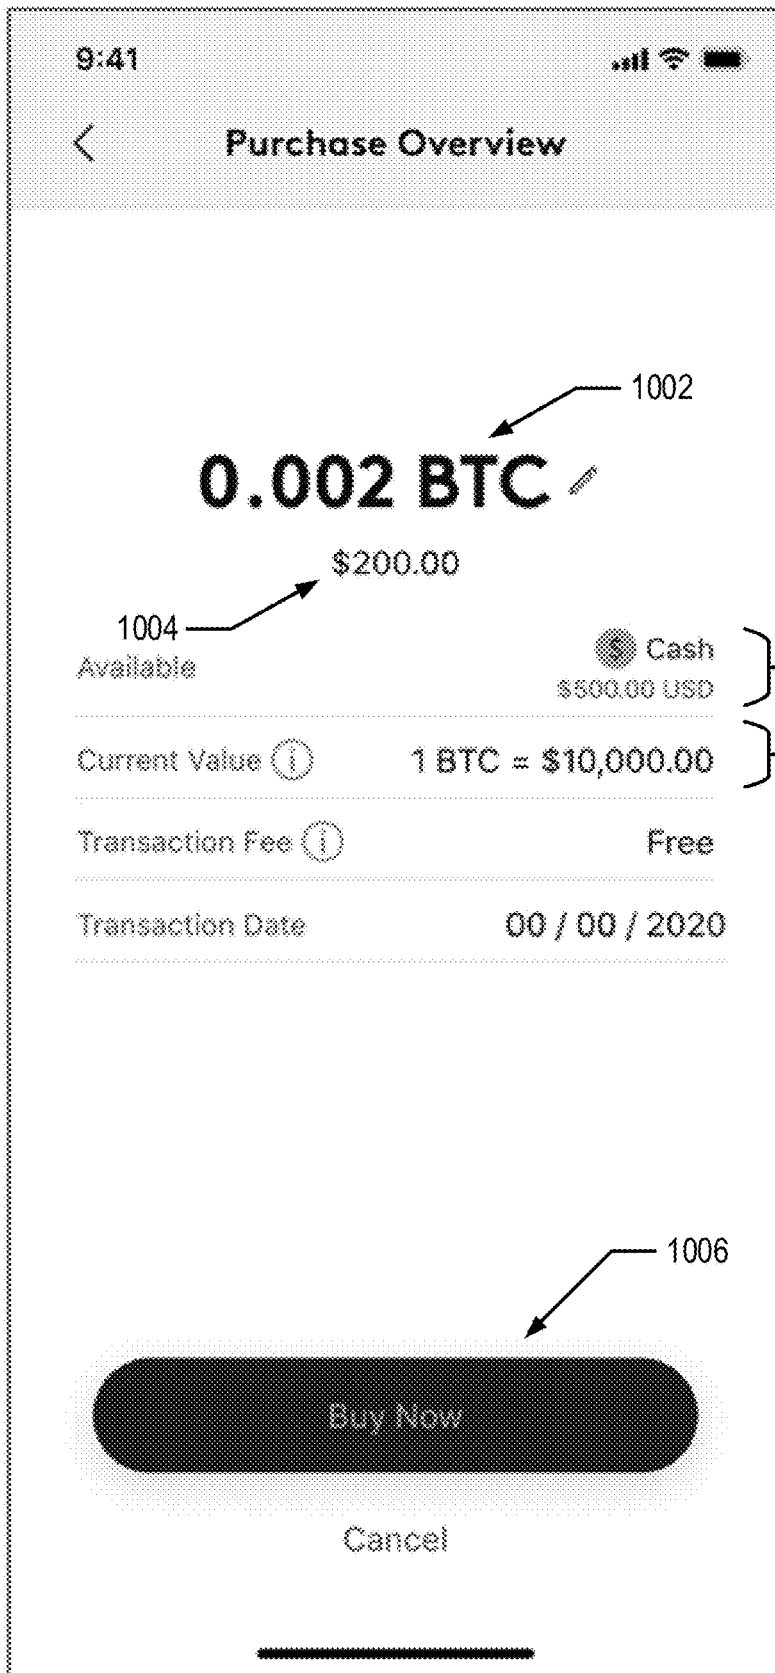 9:41
Purchase Overview
1002
0.002 BTC
$200.00
1004
Available
$ Cash
$500.00 USD
Current Value i 1 BTC = $10,000.00
Transaction Fee i Free
Transaction Date 00 / 00 / 2020
1006
Buy Now
Cancel